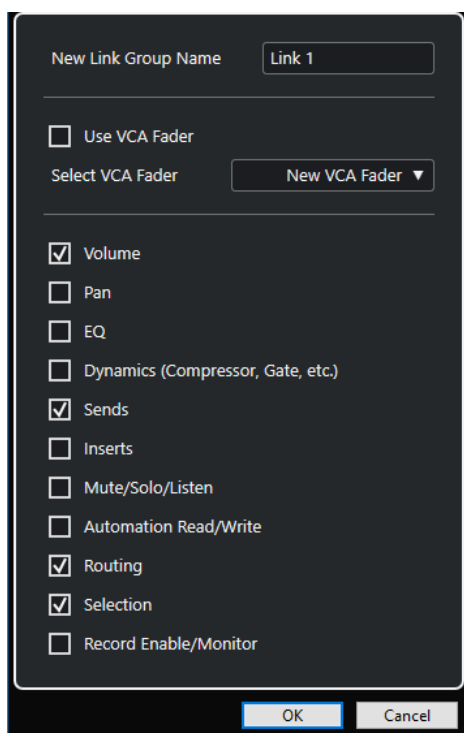 New Link Group Name Link 1
Use VCA Fader
Select VCA Fader New VCA Fader
Volume
Pan
EQ
Dynamics (Compressor, Gate, etc.)
Sends
Inserts
Mute/Solo/Listen
Automation Read/Write
Routing
Selection
Record Enable/Monitor
OK Cancel